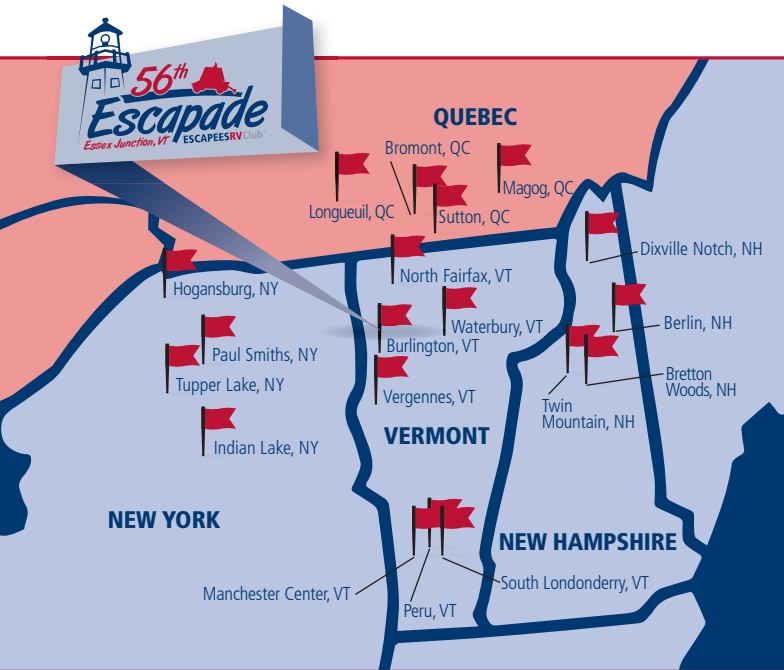 56th
Escapade
Essex Junction, VT
ESCAPEESRVClub®
QUEBEC
Bromont, QC
Magog, QC
Longueuil, QC
Sutton, QC
Dixville Notch, NH
North Fairfax, VT
Hogansburg, NY
Waterbury, VT
Berlin, NH
Paul Smiths, NY
Burlington, VT
Tupper Lake, NY
Bretton
Woods, NH
Vergennes, VT
Twin
Mountain, NH
VERMONT
Indian Lake, NY
NEW YORK
NEW HAMPSHIRE
South Londonderry, VT
Manchester Center, VT
Peru, VT